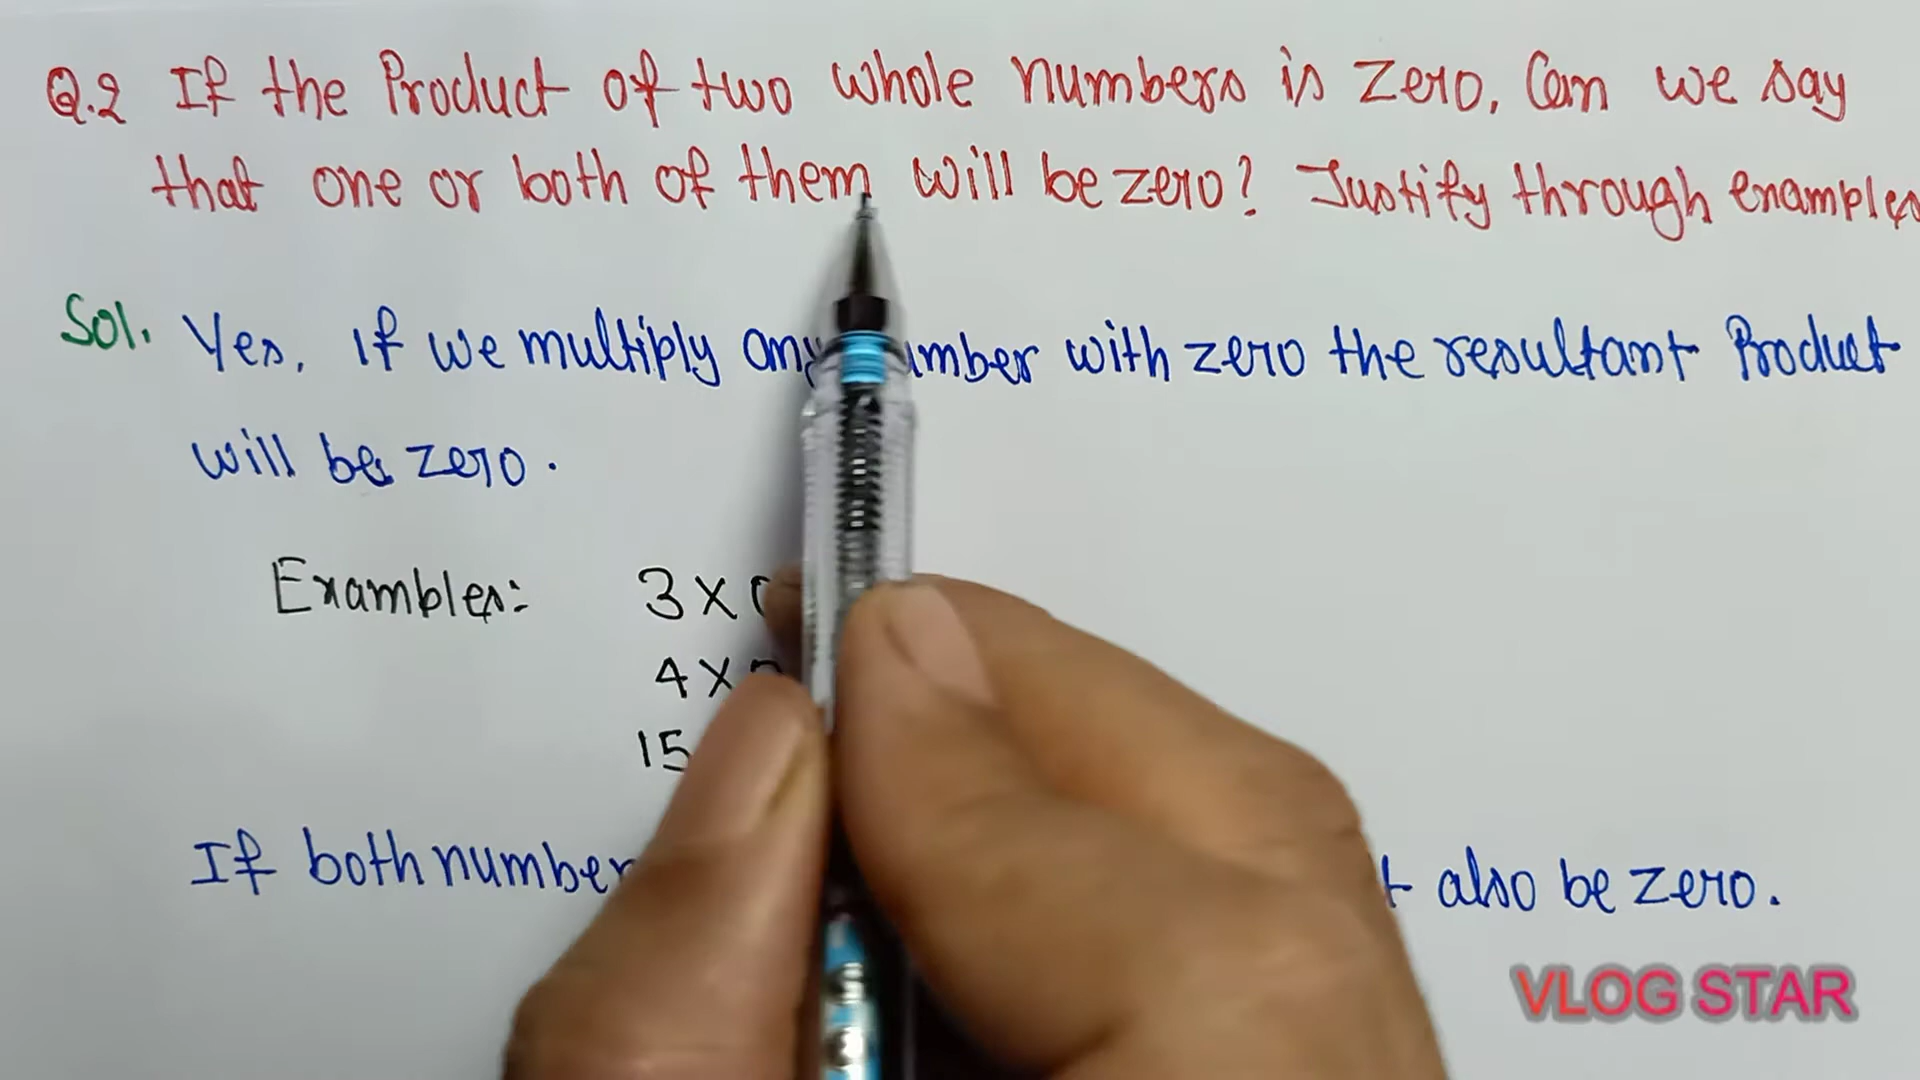 Q.2 If the Product of two whole numbers is zero. Can we say
that one or both of them will be zero? Justify through examples
Sol. Yes, if we multiply any number with zero the resultant Product
will be zero.
Examples: 3 X
4 X
15
If both number also be zero.
VLOG STAR